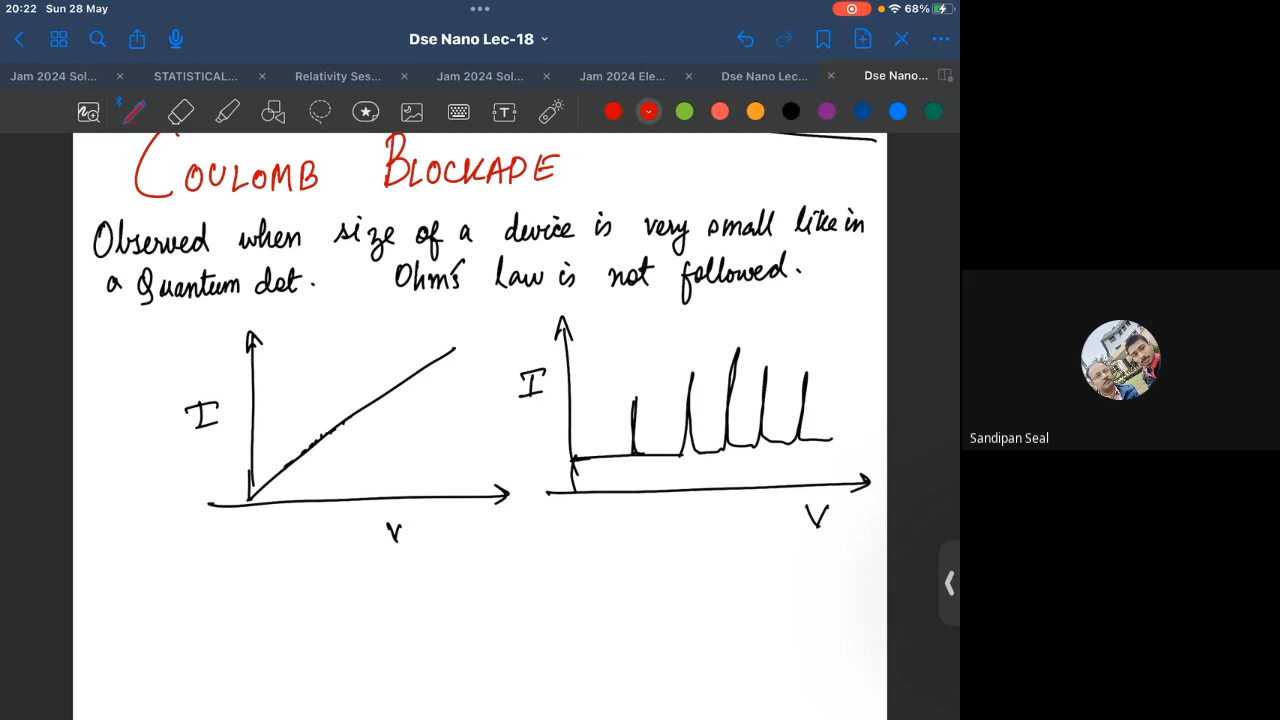 20:22 Sun 28 May
68%
Dse Nano Lec-18
Jam 2024 Sol...
STATISTICAL...
Relativity Ses...
Jam 2024 Sol...
Jam 2024 Ele...
Dse Nano Lec...
Dse Nano...
COULOMB BLOCKADE
Observed when size of a device is very small like in
a Quantum dot. Ohm's Law is not followed.
I
V
I
V
Sandipan Seal